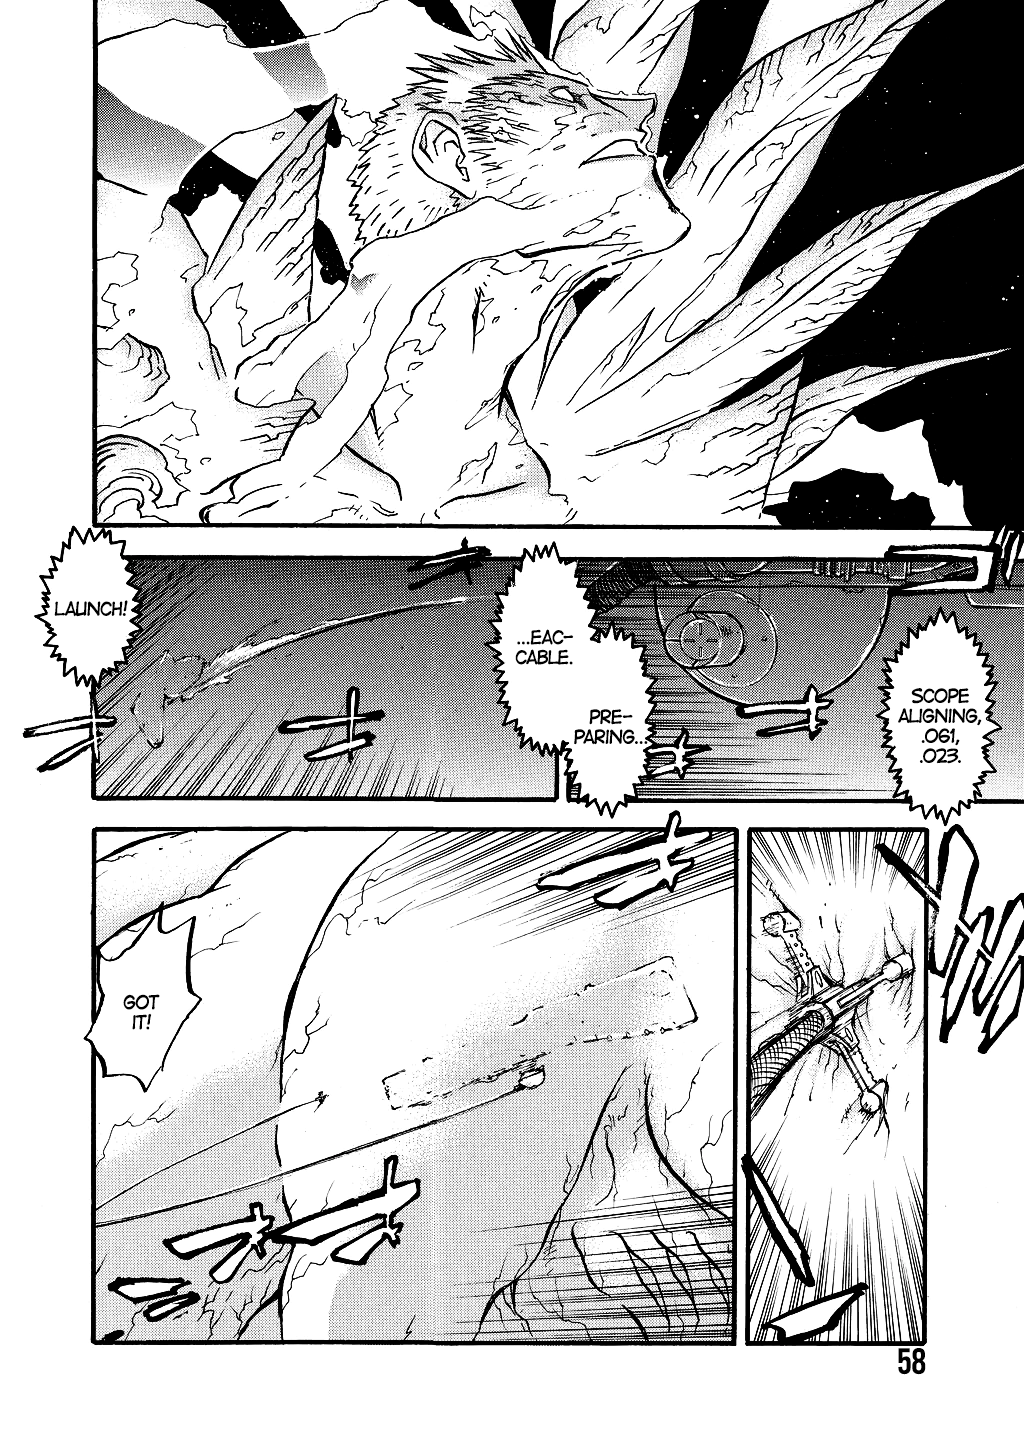 SCOPE
ALIGNING,
.061,
.023.
PRE-
PARING...
...EAC-
CABLE.
LAUNCH!
GOT
IT!
58